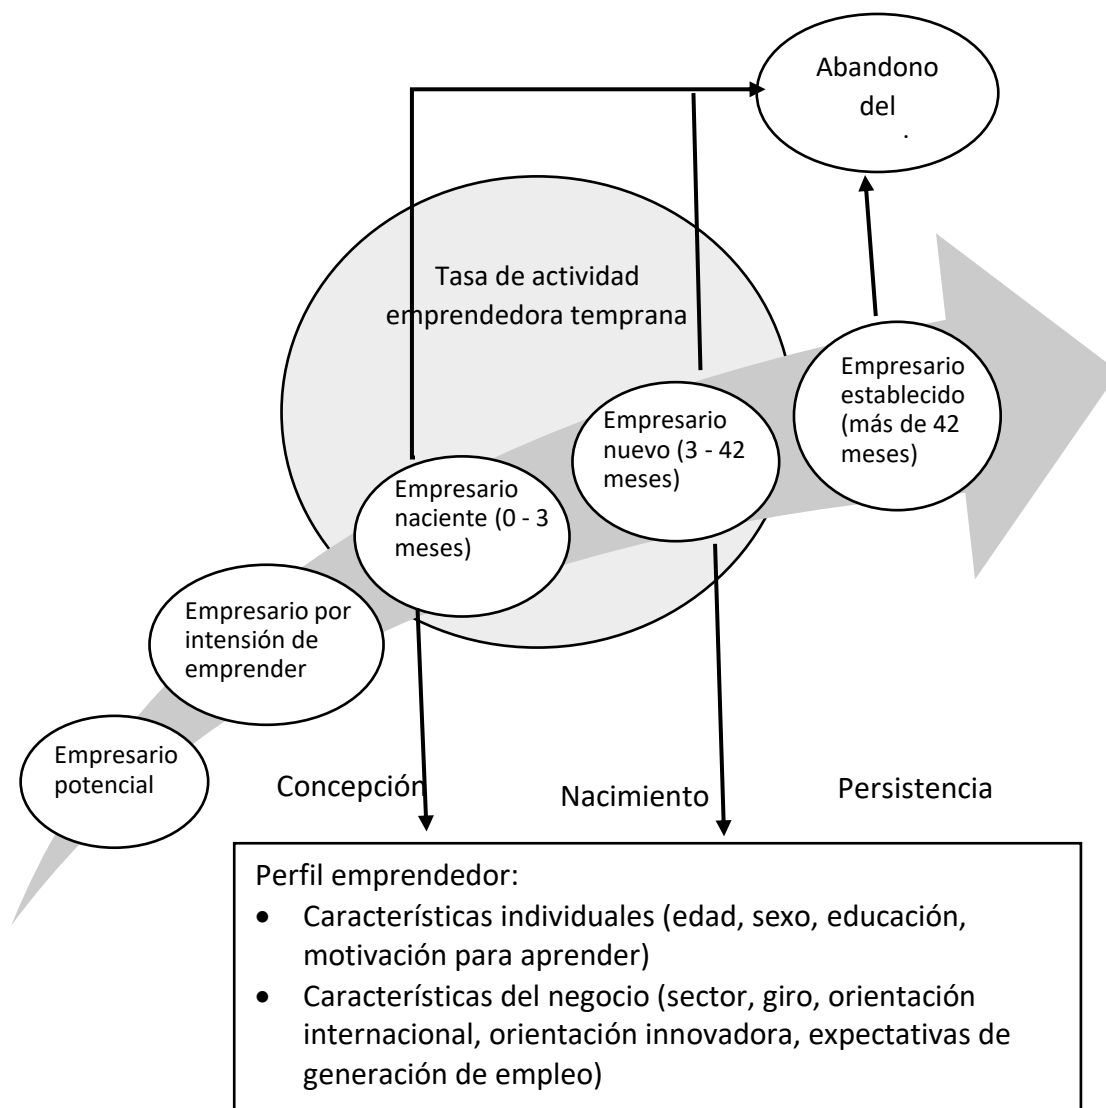 Abandono
del
Tasa de actividad
emprendedora temprana
Empresario
establecido
(más de 42
meses)
Empresario
nuevo (3 - 42
meses)
Empresario
naciente (0 - 3
meses)
Empresario por
intensión de
emprender
Empresario
potencial
Concepción
Nacimiento
Persistencia
Perfil emprendedor:
• Características individuales (edad, sexo, educación,
motivación para aprender)
• Características del negocio (sector, giro, orientación
internacional, orientación innovadora, expectativas de
generación de empleo)